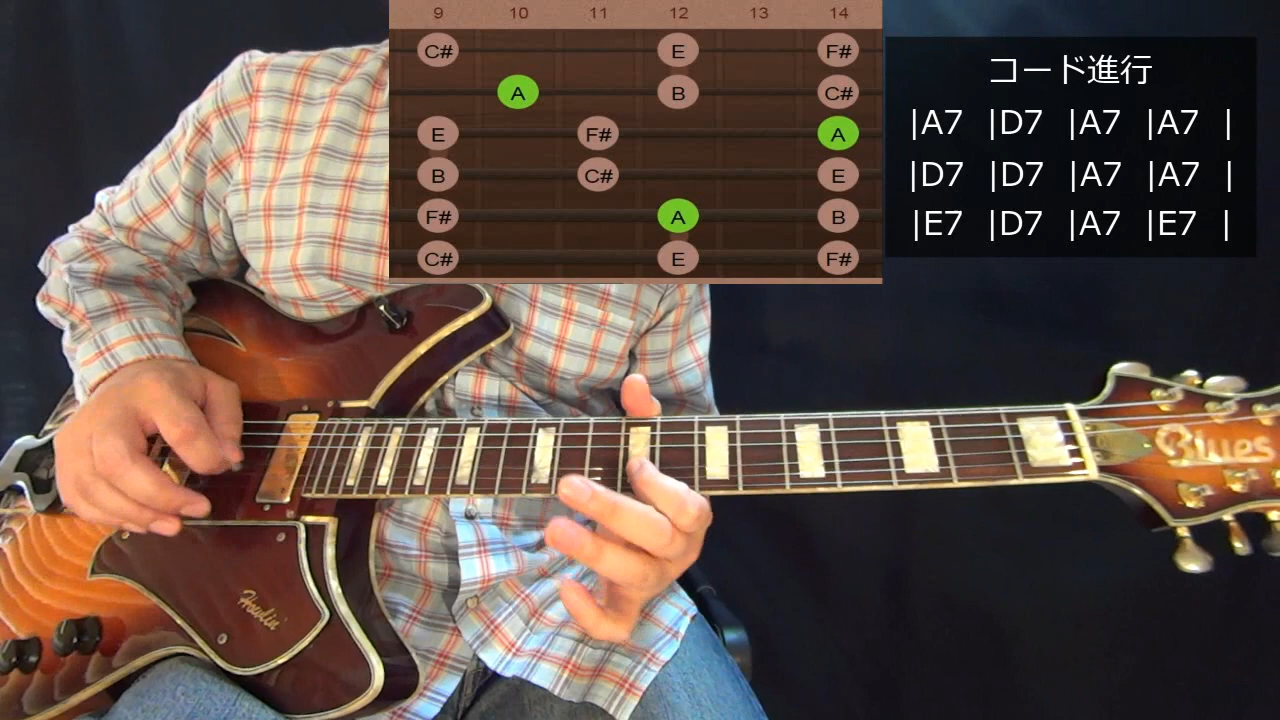 9 10 11 12 13 14
C# E F#
A B C#
E F# A
B C# E
F# A B
C# E F#
コード進行
|A7 |D7 |A7 |A7 |
|D7 |D7 |A7 |A7 |
|E7 |D7 |A7 |E7 |
Blues
Howlin'